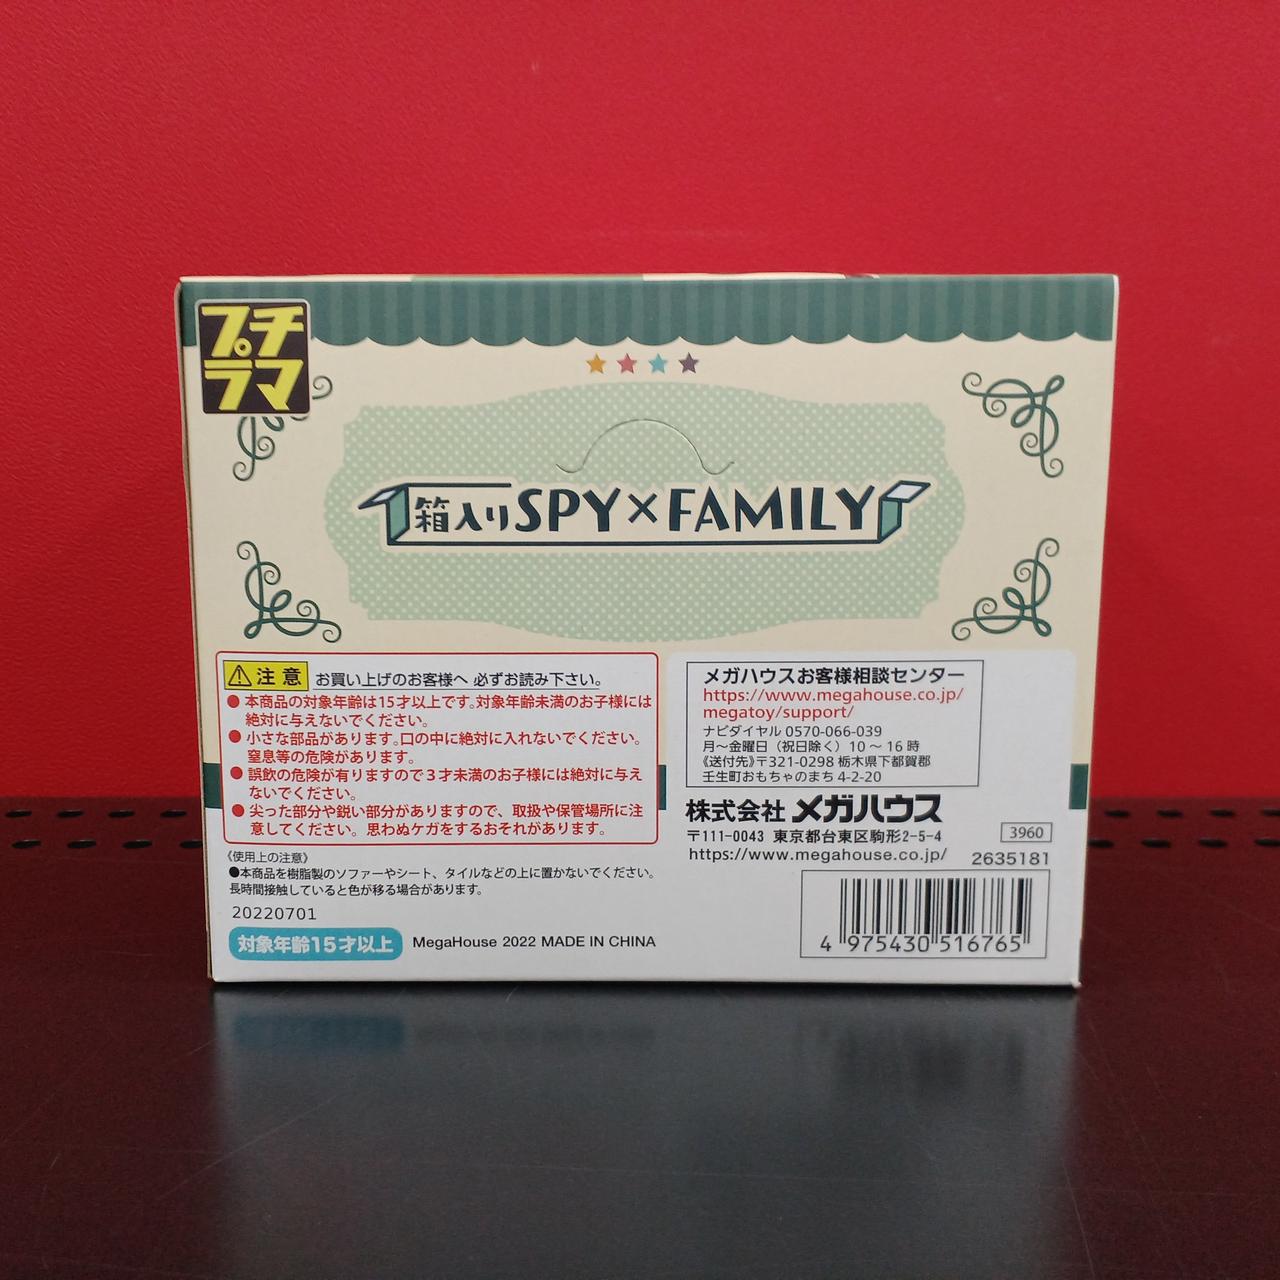 プチ
ラマ
箱入りSPY×FAMILY
注意 お買い上げのお客様へ 必ずお読み下さい。
●本商品の対象年齢は15才以上です。対象年齢未満のお子様には
絶対に与えないでください。
●小さな部品があります。口の中に絶対に入れないでください。
窒息等の危険があります。
●誤飲の危険が有りますので3才未満のお子様には絶対に与え
ないでください。
●尖った部分や鋭い部分がありますので、取扱や保管場所に注
意してください。思わぬケガをするおそれがあります。
《使用上の注意》
●本商品を樹脂製のソファーやシート、タイルなどの上に置かないでください。
長時間接触していると色が移る場合があります。
20220701
対象年齢15才以上
MegaHouse 2022 MADE IN CHINA
メガハウスお客様相談センター
https://www.megahouse.co.jp/
megatoy/support/
ナビダイヤル 0570-066-039
月～金曜日（祝日除く）10～16時
《送付先》〒321-0298 栃木県下都賀郡
壬生町おもちゃのまち 4-2-20
株式会社 メガハウス
〒111-0043 東京都台東区駒形2-5-4
https://www.megahouse.co.jp/
3960
2635181
4 975430 516765